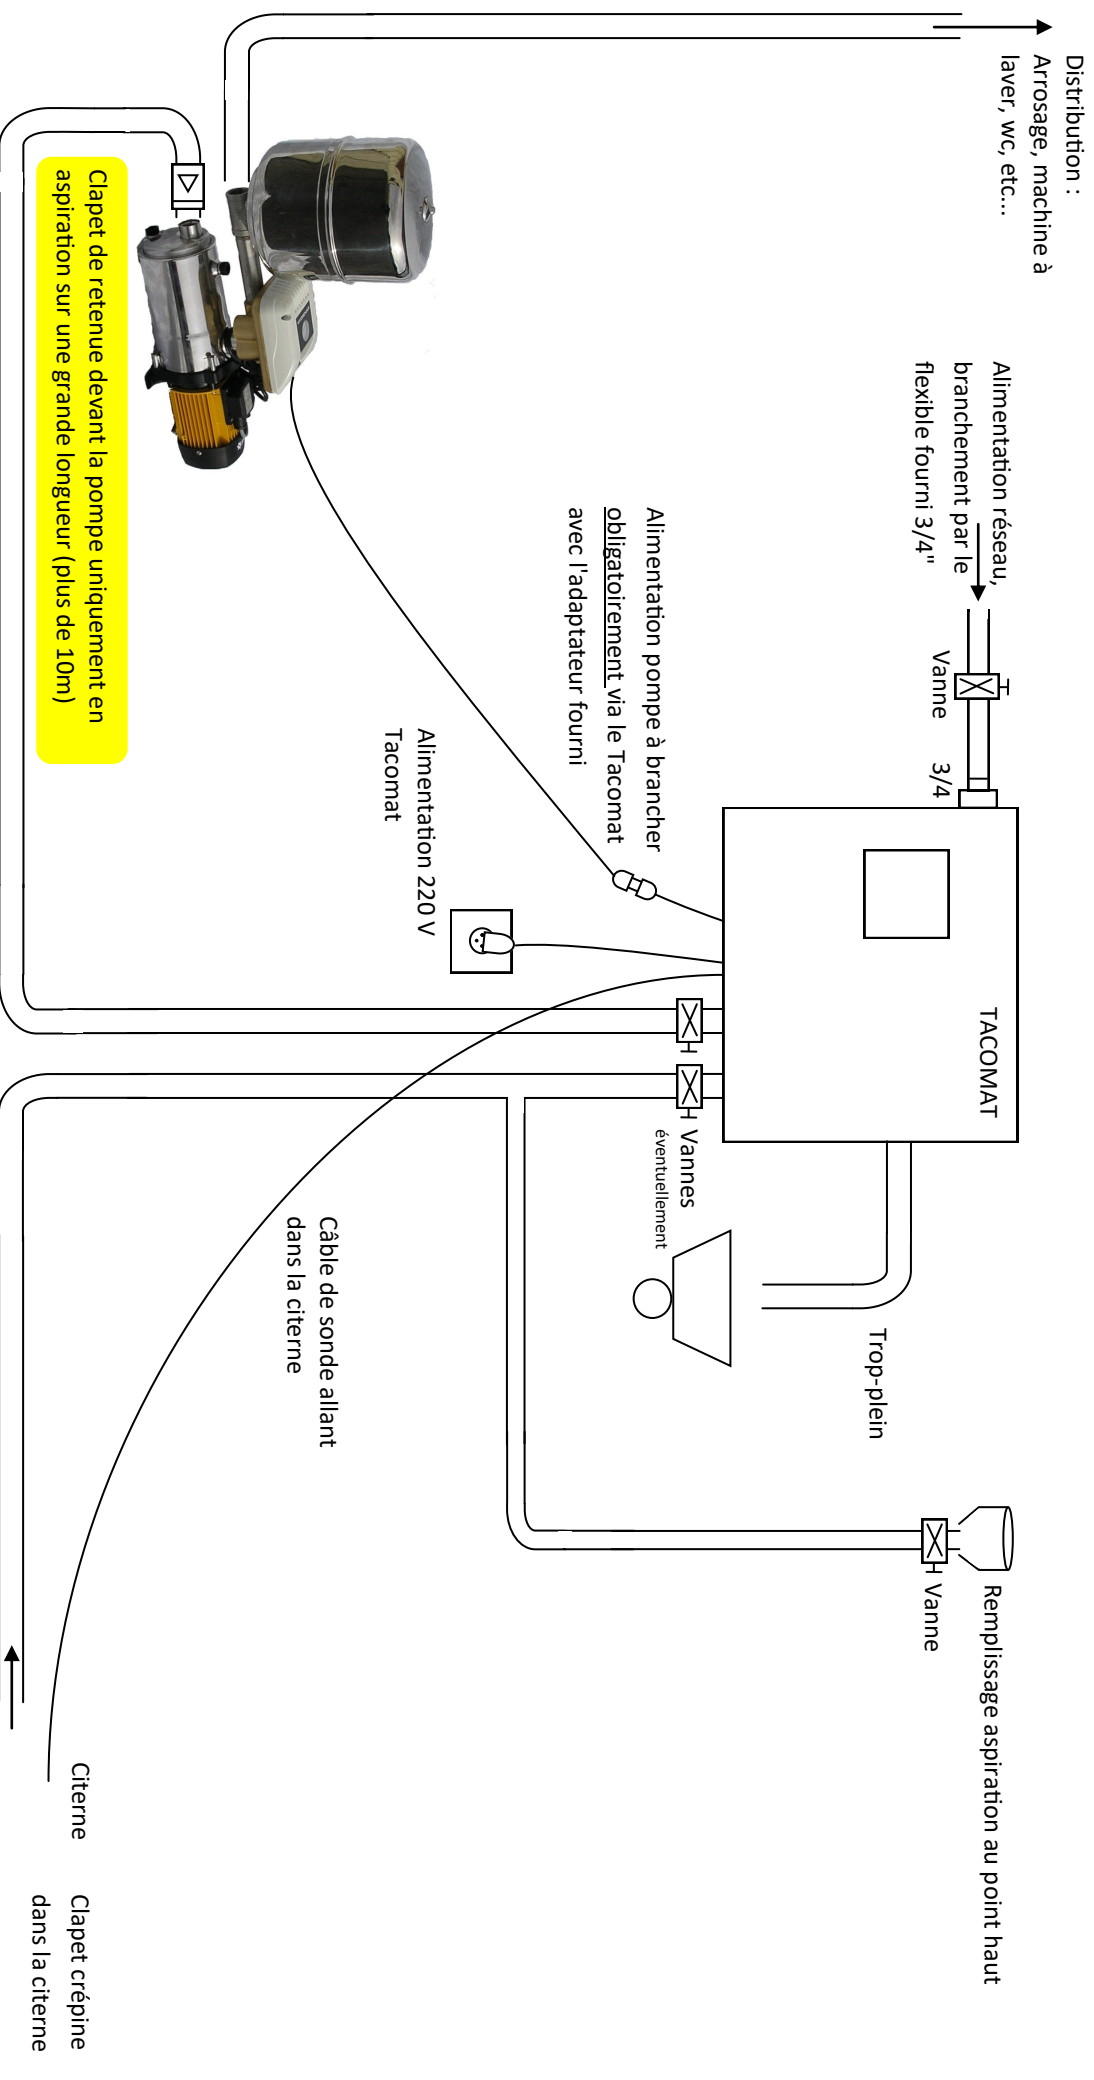 Distribution :
Arrosage, machine à
laver, wc, etc...
Alimentation réseau,
branchement par le
flexible fourni 3/4"
Vanne
3/4
TACOMAT
Alimentation pompe à brancher
obligatoirement via le Tacomat
avec l'adaptateur fourni
Alimentation 220 V
Tacomat
Clapet de retenue devant la pompe uniquement en
aspiration sur une grande longueur (plus de 10m)
Vannes
éventuellement
Trop-plein
Câble de sonde allant
dans la citerne
Remplissage aspiration au point haut
Vanne
Citerne
Clapet crépine
dans la citerne